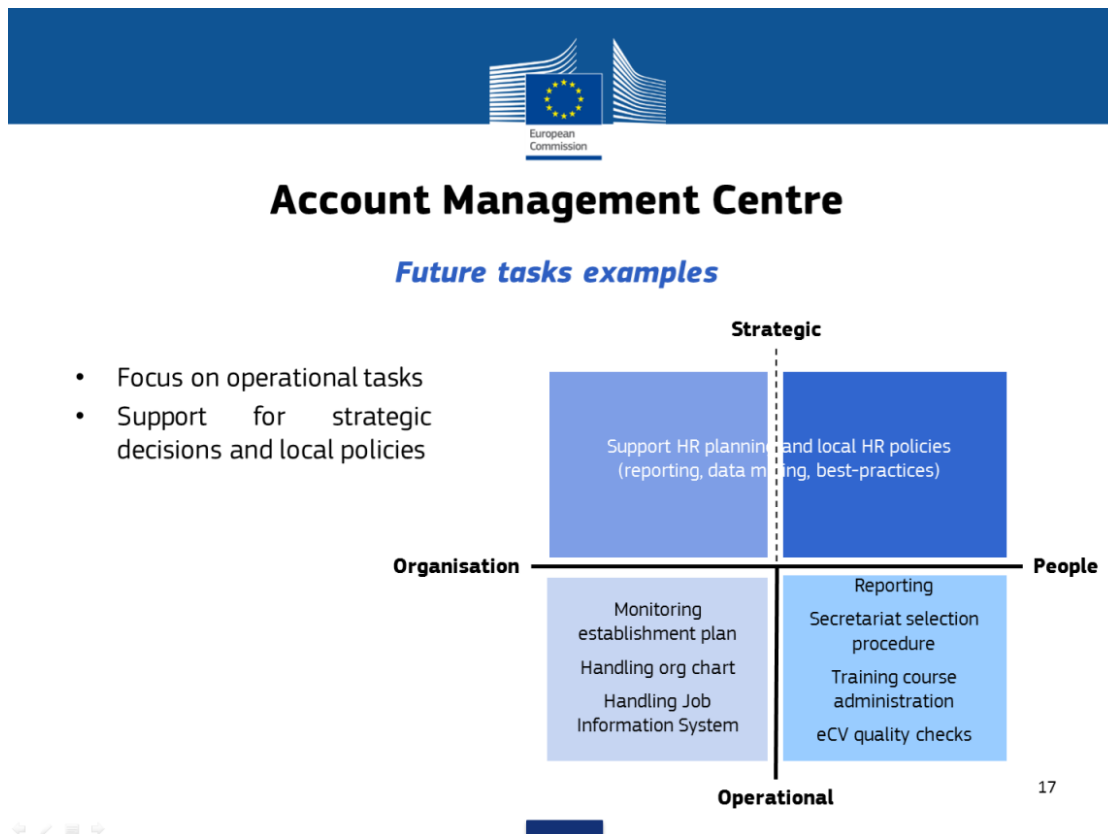 European
Commission
Account Management Centre
Future tasks examples
• Focus on operational tasks
• Support for strategic
decisions and local policies
Strategic
Support HR planning and local HR policies
(reporting, data mining, best-practices)
Organisation
People
Monitoring
establishment plan
Handling org chart
Handling Job
Information System
Reporting
Secretariat selection
procedure
Training course
administration
eCV quality checks
Operational
17